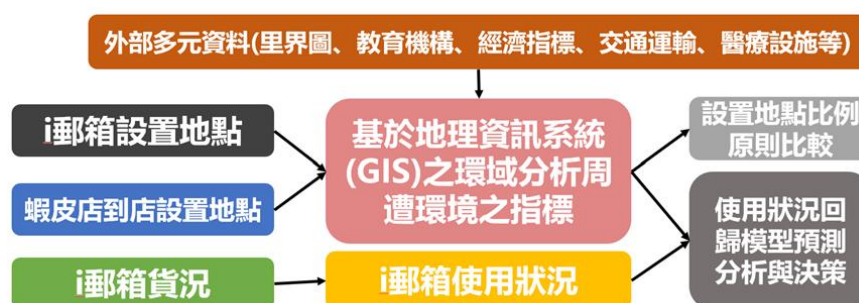 外部多元資料(里界圖、教育機構、經濟指標、交通運輸、醫療設施等)
i郵箱設置地點
蝦皮店到店設置地點
i郵箱貨況
基於地理資訊系統
(GIS)之環域分析周
遭環境之指標
i郵箱使用狀況
設置地點比例
原則比較
使用狀況回
歸模型預測
分析與決策